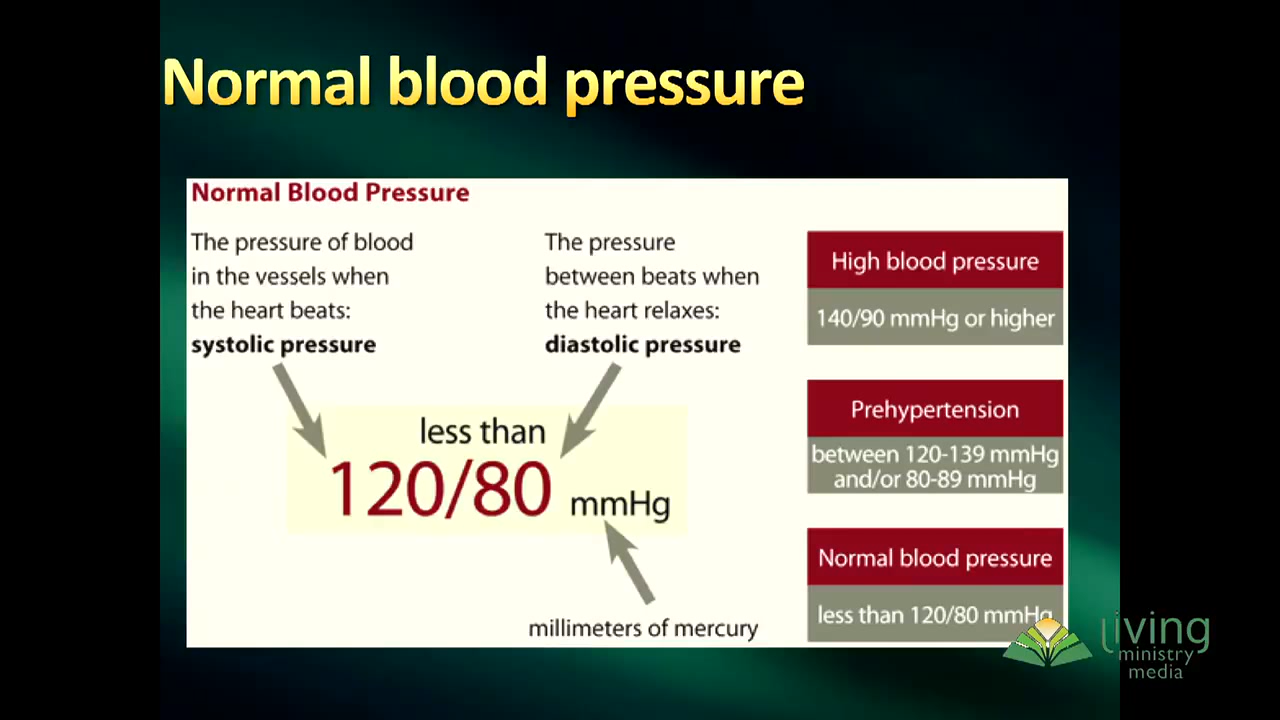 Normal blood pressure
Normal Blood Pressure
The pressure of blood
in the vessels when
the heart beats:
systolic pressure
The pressure
between beats when
the heart relaxes:
diastolic pressure
less than
120/80 mmHg
millimeters of mercury
High blood pressure
140/90 mmHg or higher
Prehypertension
between 120-139 mmHg
and/or 80-89 mmHg
Normal blood pressure
less than 120/80 mmHg
Living
ministry
media